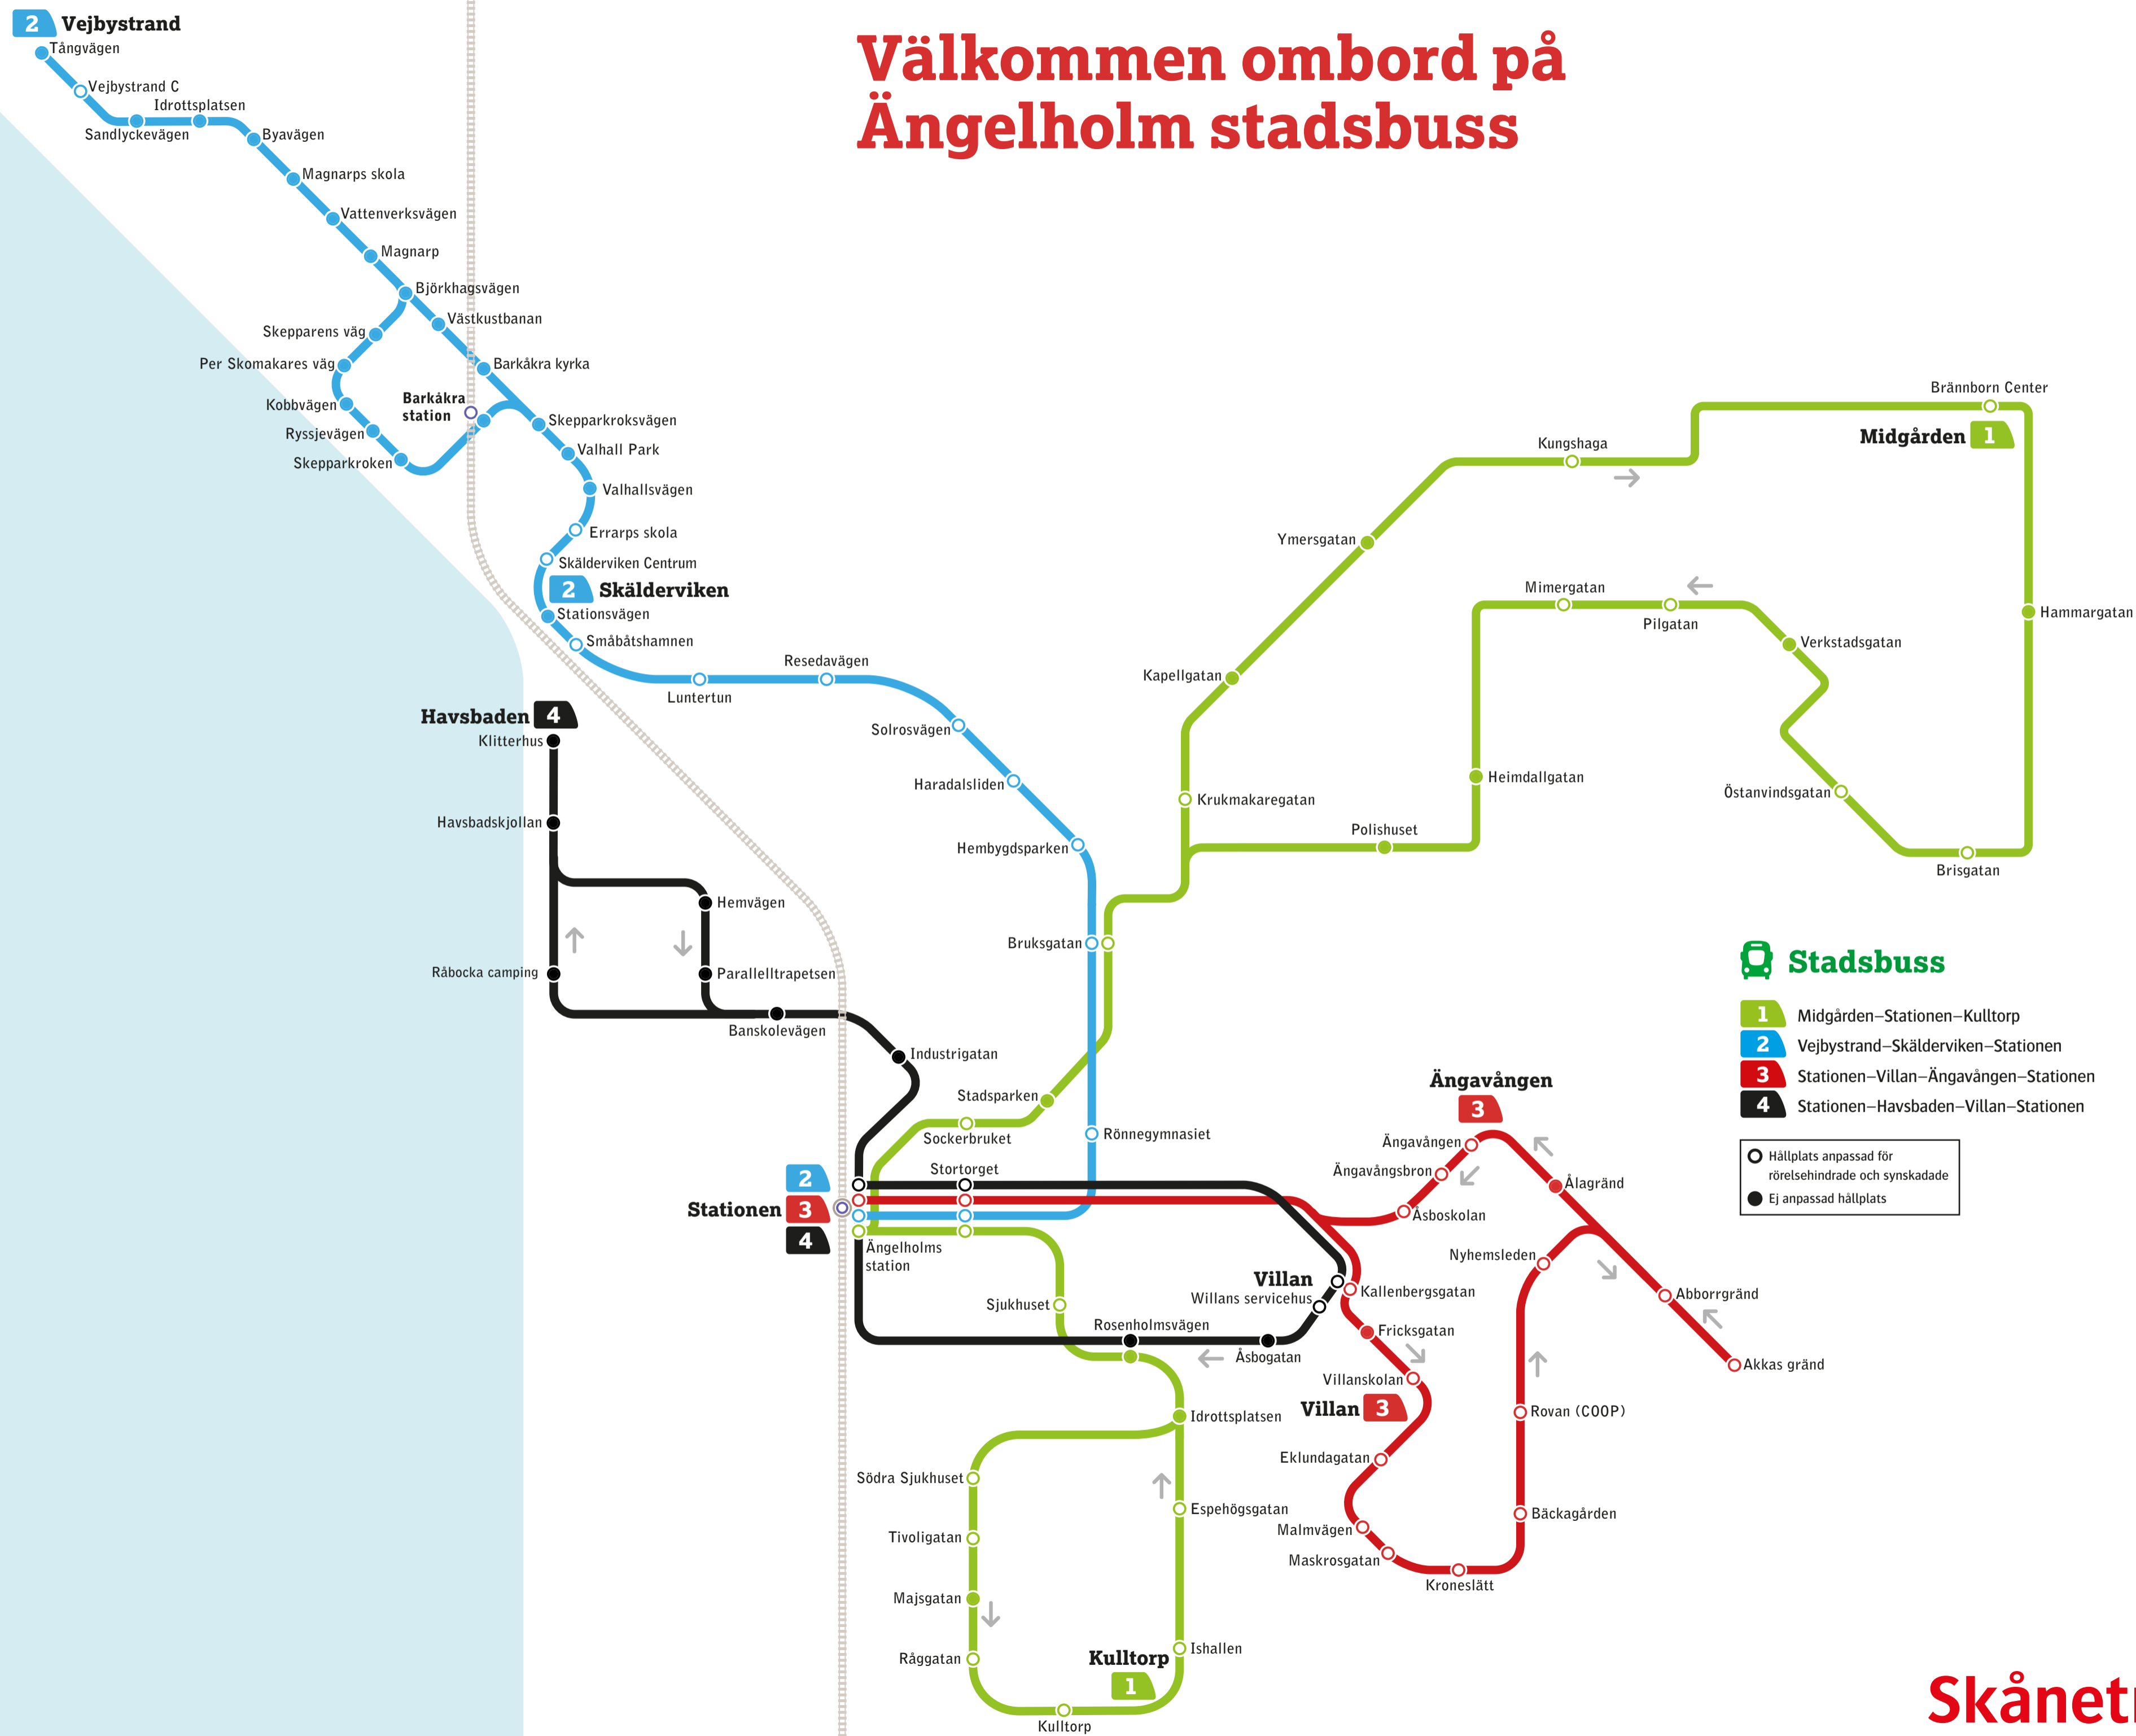 Välkommen ombord på
Ängelholm stadsbuss
2 Vejbystrand
Tångvägen
Vejbystrand C
Idrottsplatsen
Sandlyckevägen
Byavägen
Magnarps skola
Vattenverksvägen
Magnarp
Björkhagsvägen
Västkustbanan
Skepparens väg
Per Skomakares väg
Barkåkra kyrka
Kobbvägen
Barkåkra
station
Ryssjevägen
Skepparkroken
Skepparkroksvägen
Valhall Park
Valhallsvägen
Errarps skola
Skälderviken Centrum
2 Skälderviken
Stationsvägen
Småbåtshamnen
Luntertun
Resedavägen
Solrosvägen
Haradalsliden
Hembygdsparken
Bruksgatan
Rönnegymnasiet
Havsbaden 4
Klitterhus
Havsbadskjollan
Hemvägen
Råbocka camping
Parallelltrapetsen
Banskolevägen
Industrigatan
Stadsparken
Sockerbruket
Stortorget
2
Stationen 3
4
Ängelholms
station
Brännborn Center
Midgården 1
Kungshaga
Ymersgatan
Mimergatan
Pilgatan
Verkstadsgatan
Hammargatan
Kapellgatan
Krukmakaregatan
Heimdallgatan
Östanvindsgatan
Polishuset
Brisgatan
Stadsbuss
1 Midgården–Stationen–Kulltorp
2 Vejbystrand–Skälderviken–Stationen
3 Stationen–Villan–Ängavången–Stationen
4 Stationen–Havsbaden–Villan–Stationen
Hållplats anpassad för
rörelsehindrade och synskadade
Ej anpassad hållplats
Ängavången
3
Ängavången
Ängavångsbron
Ålagränd
Åsboskolan
Nyhemsleden
Abborrgränd
Akkas gränd
Villan
Willans servicehus
Kallenbergsgatan
Sjukhuset
Rosenholmsvägen
Åsbogatan
Fricksgatan
Villanskolan
Villan 3
Rovan (COOP)
Eklundagatan
Bäckagården
Malmvägen
Maskrosgatan
Kroneslätt
Idrottsplatsen
Södra Sjukhuset
Espehögsgatan
Tivoligatan
Majsgatan
Råggatan
Ishallen
Kulltorp
1
Kulltorp